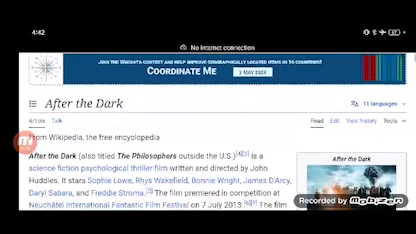 4:42
No internet connection
JOIN THE WIKIDATA CONTEST AND HELP IMPROVE GEOGRAPHICALLY LOCATED ITEMS IN 16 COUNTRIES!
COORDINATE ME
3 MAY 2024
After the Dark
11 languages
Article Talk
Read Edit View history Tools
From Wikipedia, the free encyclopedia
After the Dark (also titled The Philosophers outside the U.S.)[4][2] is a
science fiction psychological thriller film written and directed by John
Huddles. It stars Sophie Lowe, Rhys Wakefield, Bonnie Wright, James D'Arcy,
Daryl Sabara, and Freddie Stroma.[5] The film premiered in competition at
Neuchâtel International Fantastic Film Festival on 7 July 2013.[6][7] The film
After the Dark
Recorded by
MOBIZEN